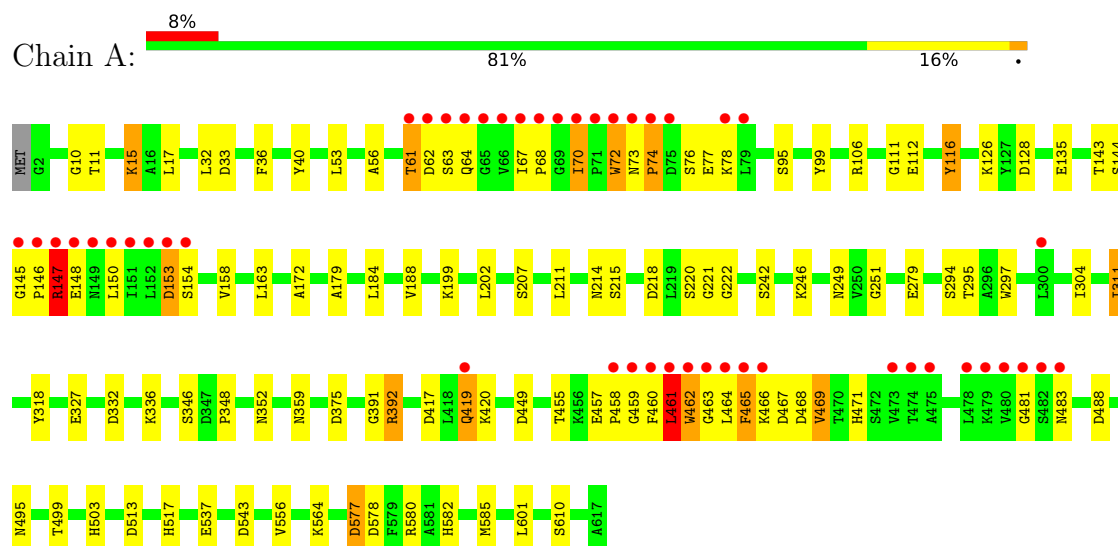 8%
Chain A:
81%
16%
•
MET G2 G10 T11 K15 A16 L17 L32 D33 F36 Y40 L53 A56 T61 D62 S63 Q64 G65 V66 I67 P68 G69 I70 P71 W72 N73 P74 D75 S76 E77 K78 L79 S95 Y99 R106 G111 E112 Y116 K126 Y127 D128 E135 T143 S144
G145 P146 R147 E148 N149 L150 I151 L152 D153 S154 V158 L163 A172 A179 L184 V188 K199 L202 S207 L211 N214 S215 D218 L219 S220 G221 G222 S242 K246 N249 V250 G251 E279 S294 T295 A296 W297 L300 I304
Y318 E327 D332 K336 S346 D347 P348 N352 N359 D375 G391 R392 D417 L418 Q419 K420 D449 T455 K456 E457 P458 G459 F460 L461 W462 G463 L464 F465 K466 D467 D468 V469 T470 H471 S472 V473 T474 A475 L478 K479 V480 G481 S482 N483 D488
N495 T499 H503 D513 H517 E537 D543 V556 K564 D577 D578 F579 R580 A581 H582 M585 L601 S610 A617